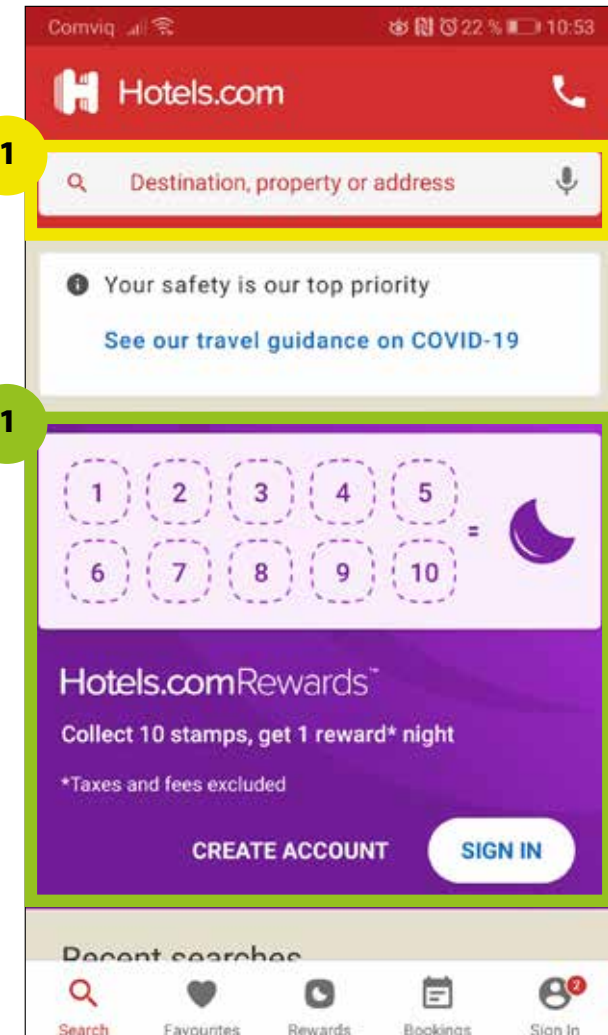 Comviq 22 % 10:53
Hotels.com
1
Destination, property or address
Your safety is our top priority
See our travel guidance on COVID-19
1
1 2 3 4 5
=
6 7 8 9 10
Hotels.comRewards™
Collect 10 stamps, get 1 reward* night
*Taxes and fees excluded
CREATE ACCOUNT SIGN IN
Recent searches
2
Search Favourites Rewards Bookings Sign In